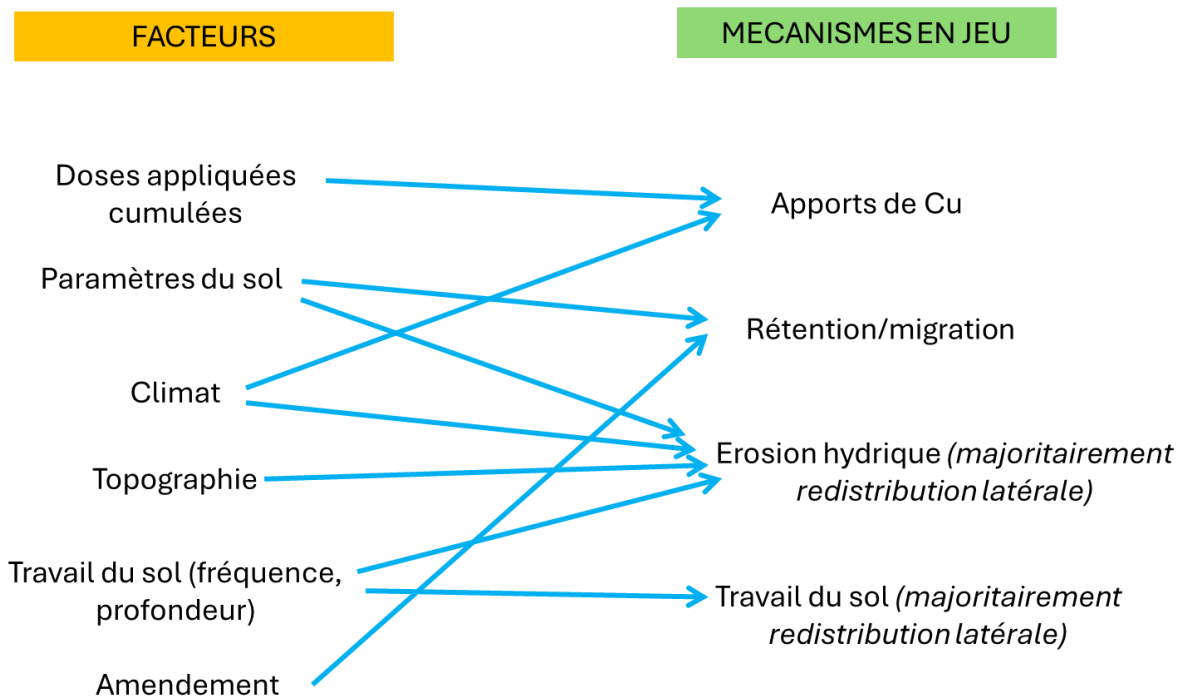 FACTEURS
MECANISMES EN JEU
Doses appliquées
cumulées
Apports de Cu
Paramètres du sol
Rétention/migration
Climat
Erosion hydrique (majoritairement
redistribution latérale)
Topographie
Travail du sol (fréquence,
profondeur)
Travail du sol (majoritairement
redistribution latérale)
Amendement